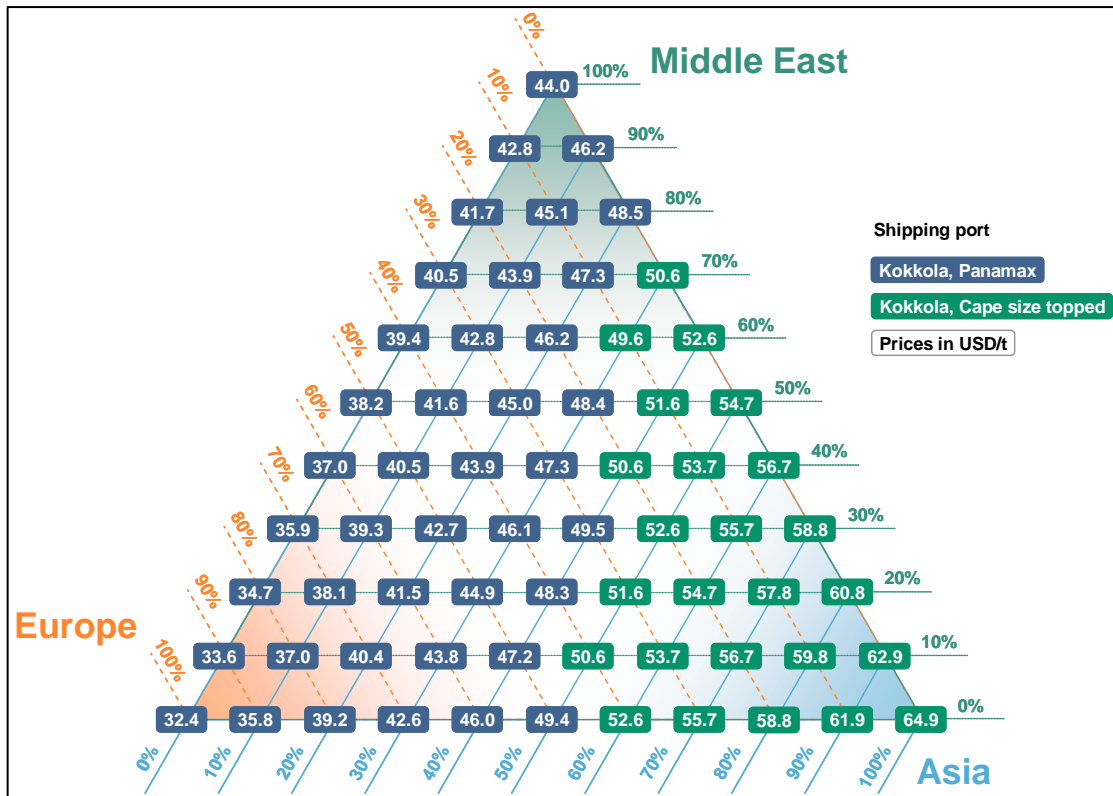 0%
Middle East
100%
44.0
10%
90%
42.8 46.2
20%
80%
41.7 45.1 48.5
30%
Shipping port
70%
40.5 43.9 47.3 50.6
Kokkola, Panamax
40%
Kokkola, Cape size topped
60%
39.4 42.8 46.2 49.6 52.6
Prices in USD/t
50%
50%
38.2 41.6 45.0 48.4 51.6 54.7
60%
40%
37.0 40.5 43.9 47.3 50.6 53.7 56.7
70%
30%
35.9 39.3 42.7 46.1 49.5 52.6 55.7 58.8
80%
20%
34.7 38.1 41.5 44.9 48.3 51.6 54.7 57.8 60.8
90%
Europe
10%
33.6 37.0 40.4 43.8 47.2 50.6 53.7 56.7 59.8 62.9
100%
0%
32.4 35.8 39.2 42.6 46.0 49.4 52.6 55.7 58.8 61.9 64.9
0% 10% 20% 30% 40% 50% 60% 70% 80% 90% 100%
Asia